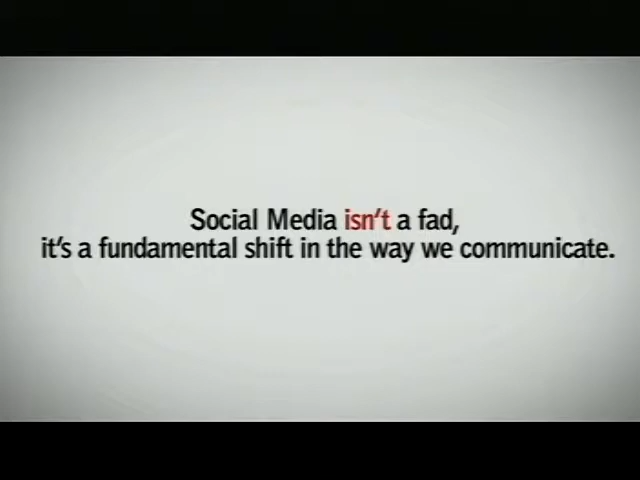 Social Media isn't a fad,
it's a fundamental shift in the way we communicate.